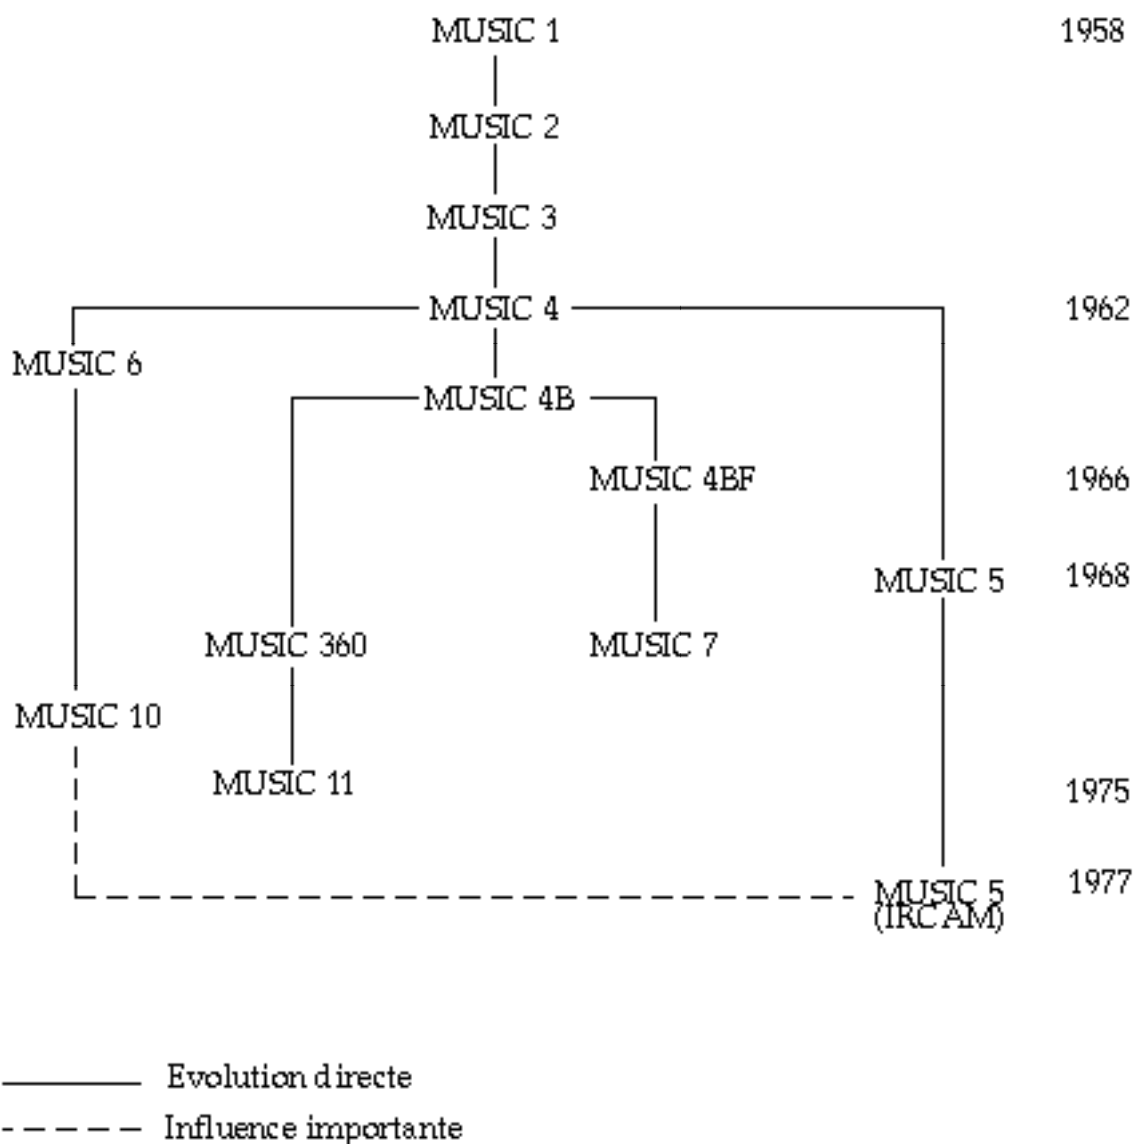 MUSIC 1 1958
MUSIC 2
MUSIC 3
MUSIC 4 1962
MUSIC 6
MUSIC 4B
MUSIC 4BF 1966
MUSIC 5 1968
MUSIC 360 MUSIC 7
MUSIC 10
MUSIC 11 1975
MUSIC 5 1977
(IRCAM)
Evolution directe
Influence importante